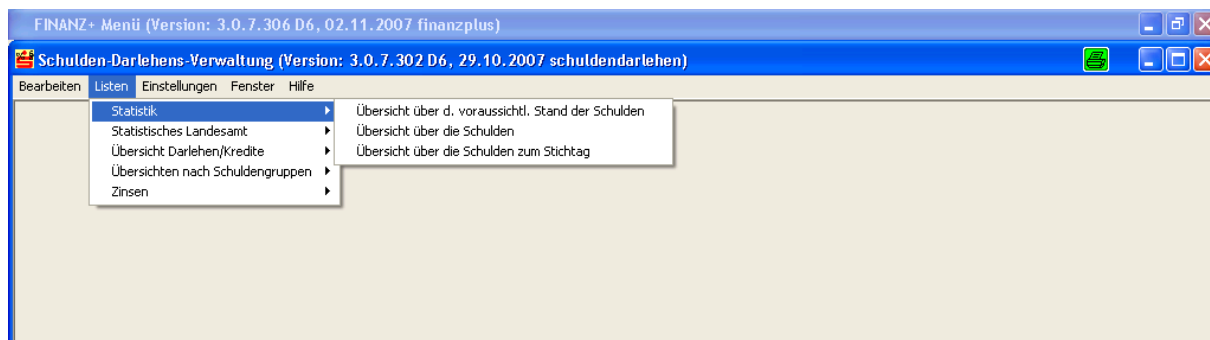 FINANZ+ Menü (Version: 3.0.7.306 D6, 02.11.2007 finanzplus)
Schulden-Darlehens-Verwaltung (Version: 3.0.7.302 D6, 29.10.2007 schuldendarlehen)
Bearbeiten Listen Einstellungen Fenster Hilfe
Statistik
Statistisches Landesamt
Übersicht Darlehen/Kredite
Übersichten nach Schuldengruppen
Zinsen
Übersicht über d. voraussichtl. Stand der Schulden
Übersicht über die Schulden
Übersicht über die Schulden zum Stichtag